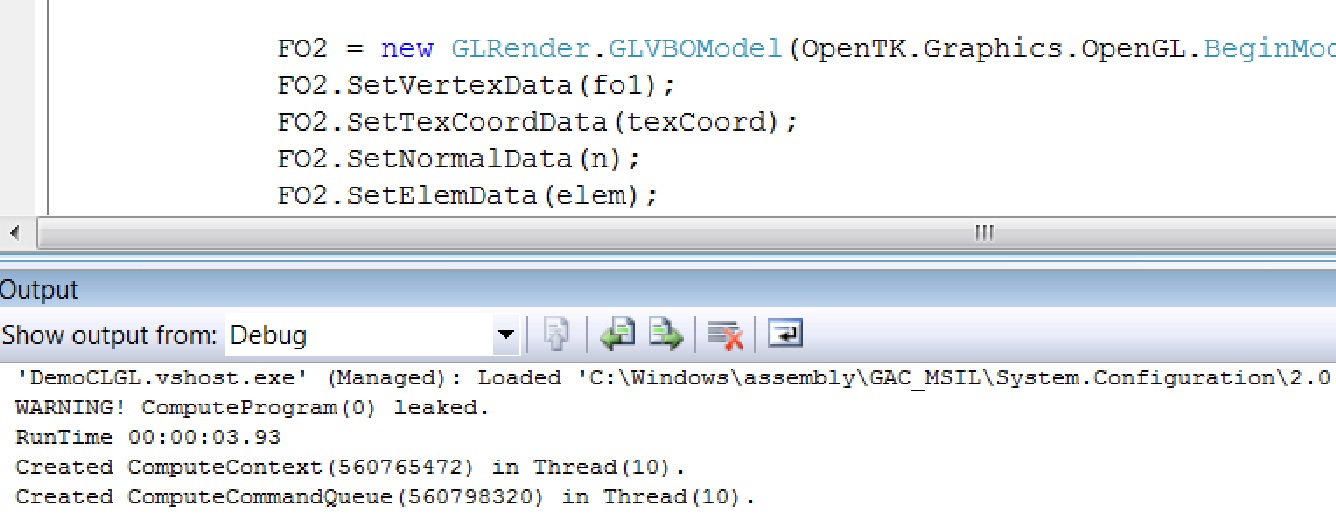 FO2 = new GLRender.GLVBOModel(OpenTK.Graphics.OpenGL.BeginMod
FO2.SetVertexData(fo1);
FO2.SetTexCoordData(texCoord);
FO2.SetNormalData(n);
FO2.SetElemData(elem);
Output
Show output from: Debug
'DemoCLGL.vshost.exe' (Managed): Loaded 'C:\Windows\assembly\GAC_MSIL\System.Configuration\2.0
WARNING! ComputeProgram(0) leaked.
RunTime 00:00:03.93
Created ComputeContext(560765472) in Thread(10).
Created ComputeCommandQueue(560798320) in Thread(10).